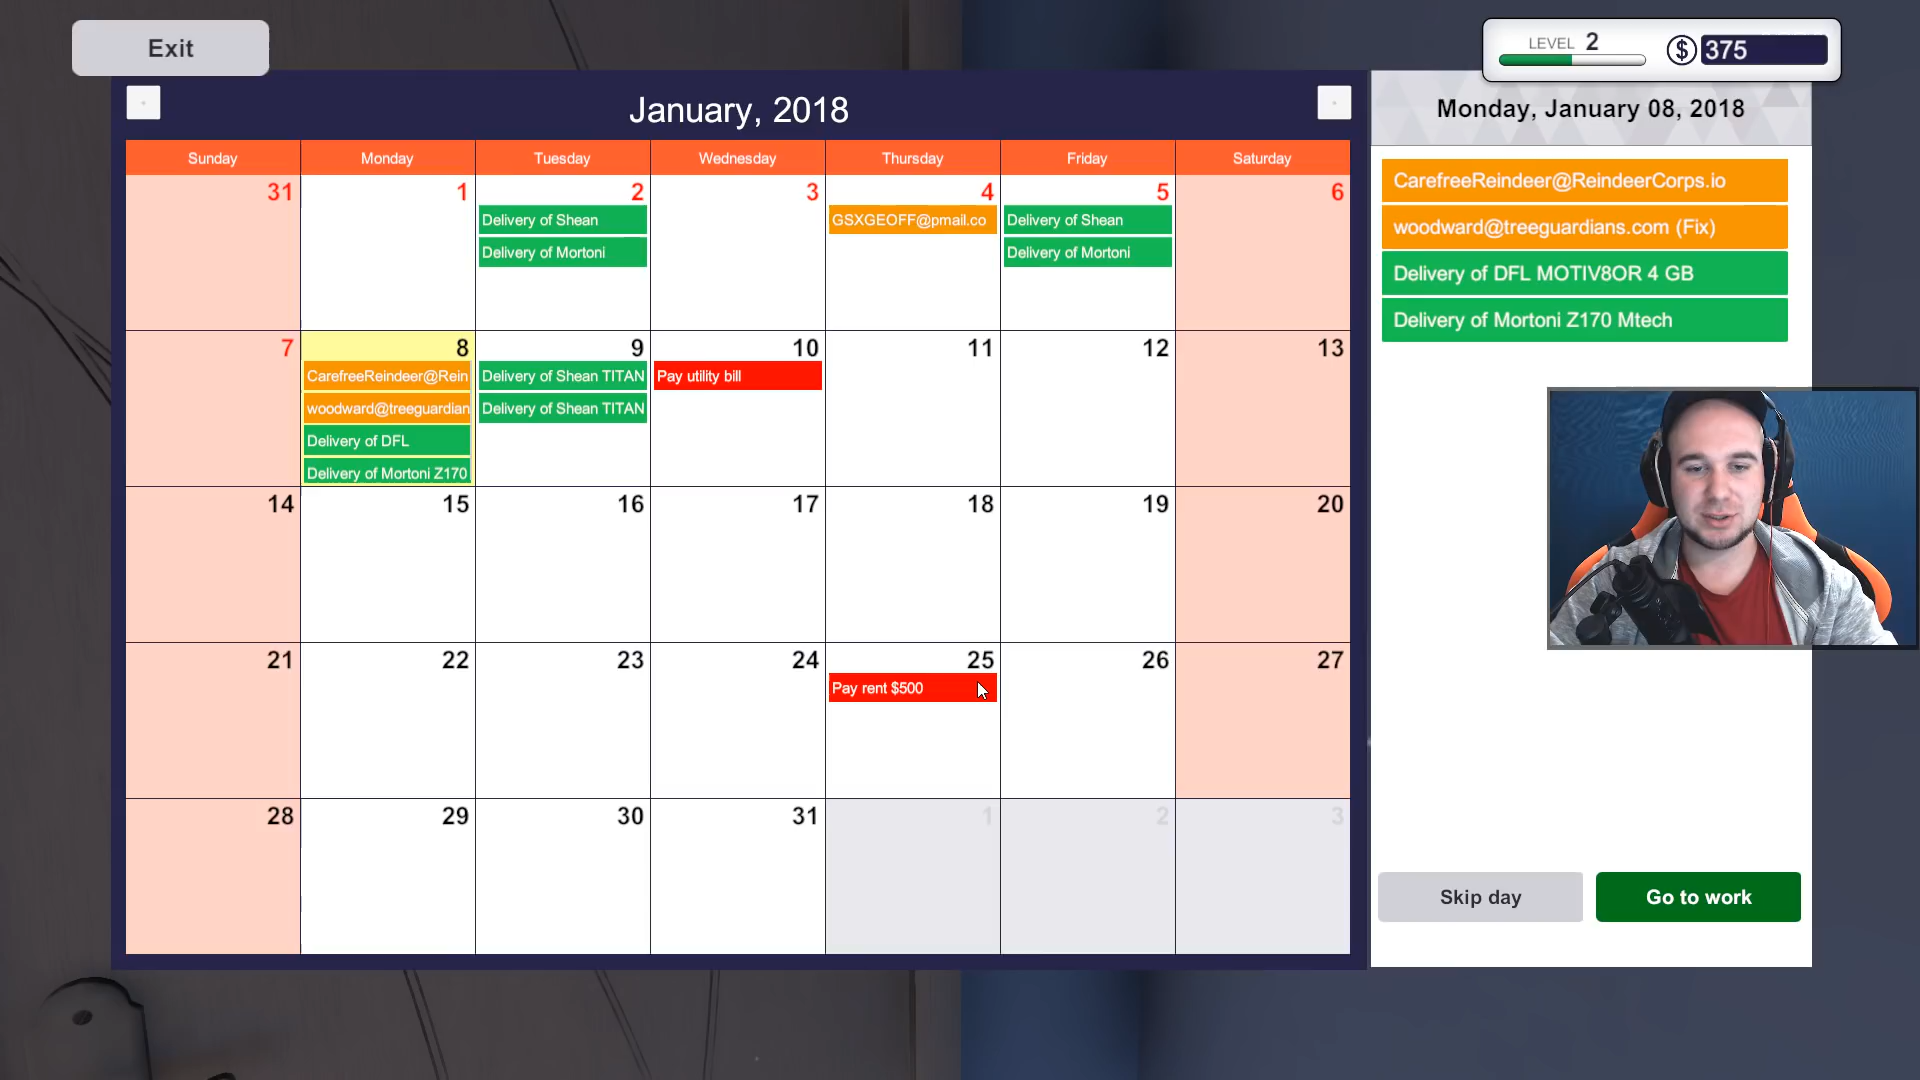 Exit
LEVEL 2
$ 375
January, 2018
Sunday Monday Tuesday Wednesday Thursday Friday Saturday
31 1 2 3 4 5 6
Delivery of Shean
Delivery of Mortoni
GSXGEOFF@pmail.co
Delivery of Shean
Delivery of Mortoni
7 8 9 10 11 12 13
CarefreeReindeer@Rein
woodward@treeguardian
Delivery of DFL
Delivery of Mortoni Z170
Delivery of Shean TITAN
Delivery of Shean TITAN
Pay utility bill
14 15 16 17 18 19 20
21 22 23 24 25 26 27
Pay rent $500
28 29 30 31 1 2 3
Monday, January 08, 2018
CarefreeReindeer@ReindeerCorps.io
woodward@treeguardians.com (Fix)
Delivery of DFL MOTIV8OR 4 GB
Delivery of Mortoni Z170 Mtech
Skip day
Go to work